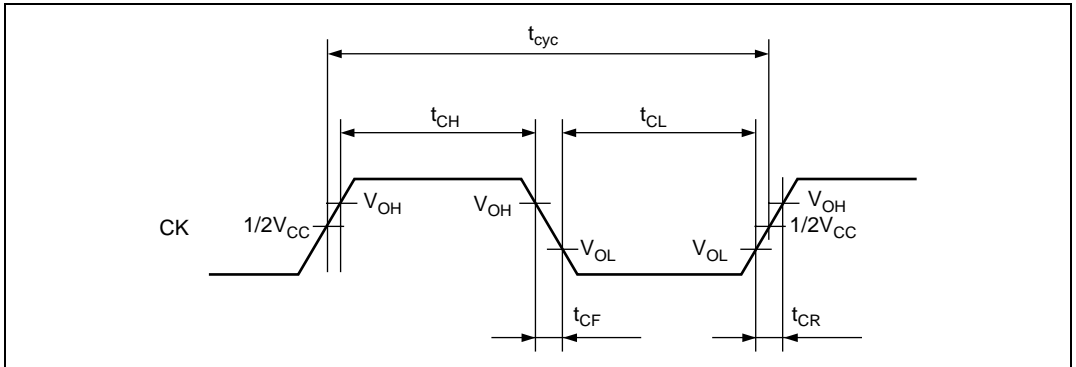 tcyc
tCH
tCL
CK
1/2VCC
VOH
VOH
VOL
VOL
VOH
1/2VCC
tCF
tCR